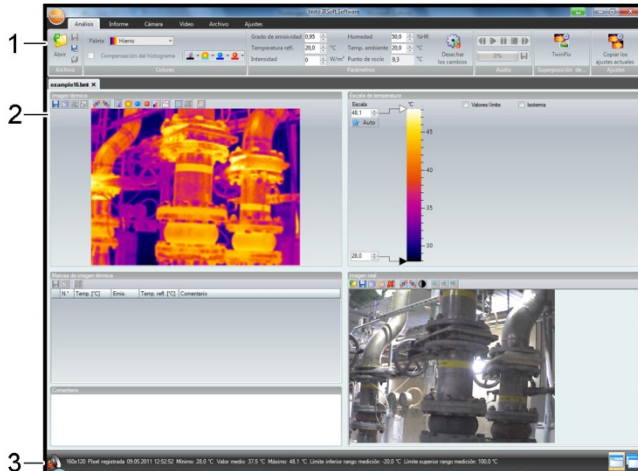 testo IRSoft Software
Análisis Informe Cámara Vídeo Archivo Ajustes
1
Abrir
Paleta Hierro
Compensación del histograma
Grado de emisividad 0,95
Temperatura refl. 20,0 °C
Intensidad 0 W/m²
Humedad 50,0 %HR
Temp. ambiente 20,0 °C
Punto de rocío 9,3 °C
Desechar los cambios
0%
TwinPix
Copiar los ajustes actuales
Archivo Colores Parámetros Audio Superposición de... Ajustes
example16.bmt
2
Imagen térmica
Escala de temperatura
Escala °C
48,1
Auto
Valores límite Isoterma
45
40
35
30
28,0
Marcas de imagen térmica
N.° Temp. [°C] Emis. Temp. refl. [°C] Comentario
Imagen real
Comentario
3
160x120 Píxel registrada 09.05.2011 12:52:52 Mínimo: 28,0 °C Valor medio: 37,5 °C Máximo: 48,1 °C Límite inferior rango medición: -20,0 °C Límite superior rango medición: 100,0 °C